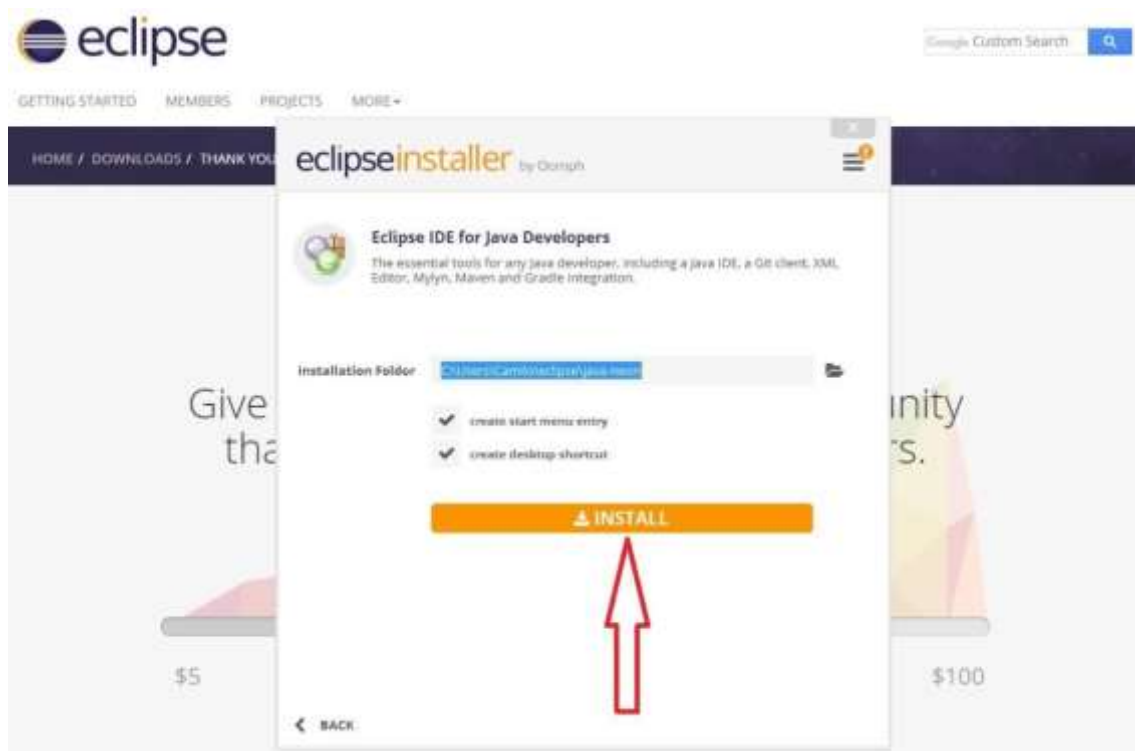 eclipse
Google Custom Search
GETTING STARTED MEMBERS PROJECTS MORE
HOME / DOWNLOADS / THANK YOU
eclipseinstaller by Oomph
Eclipse IDE for Java Developers
The essential tools for any Java developer, including a Java IDE, a Git client, XML
Editor, Mylyn, Maven and Gradle integration.
Installation Folder
create start menu entry
create desktop shortcut
INSTALL
Give
unity
tha
rs.
$5
$100
BACK